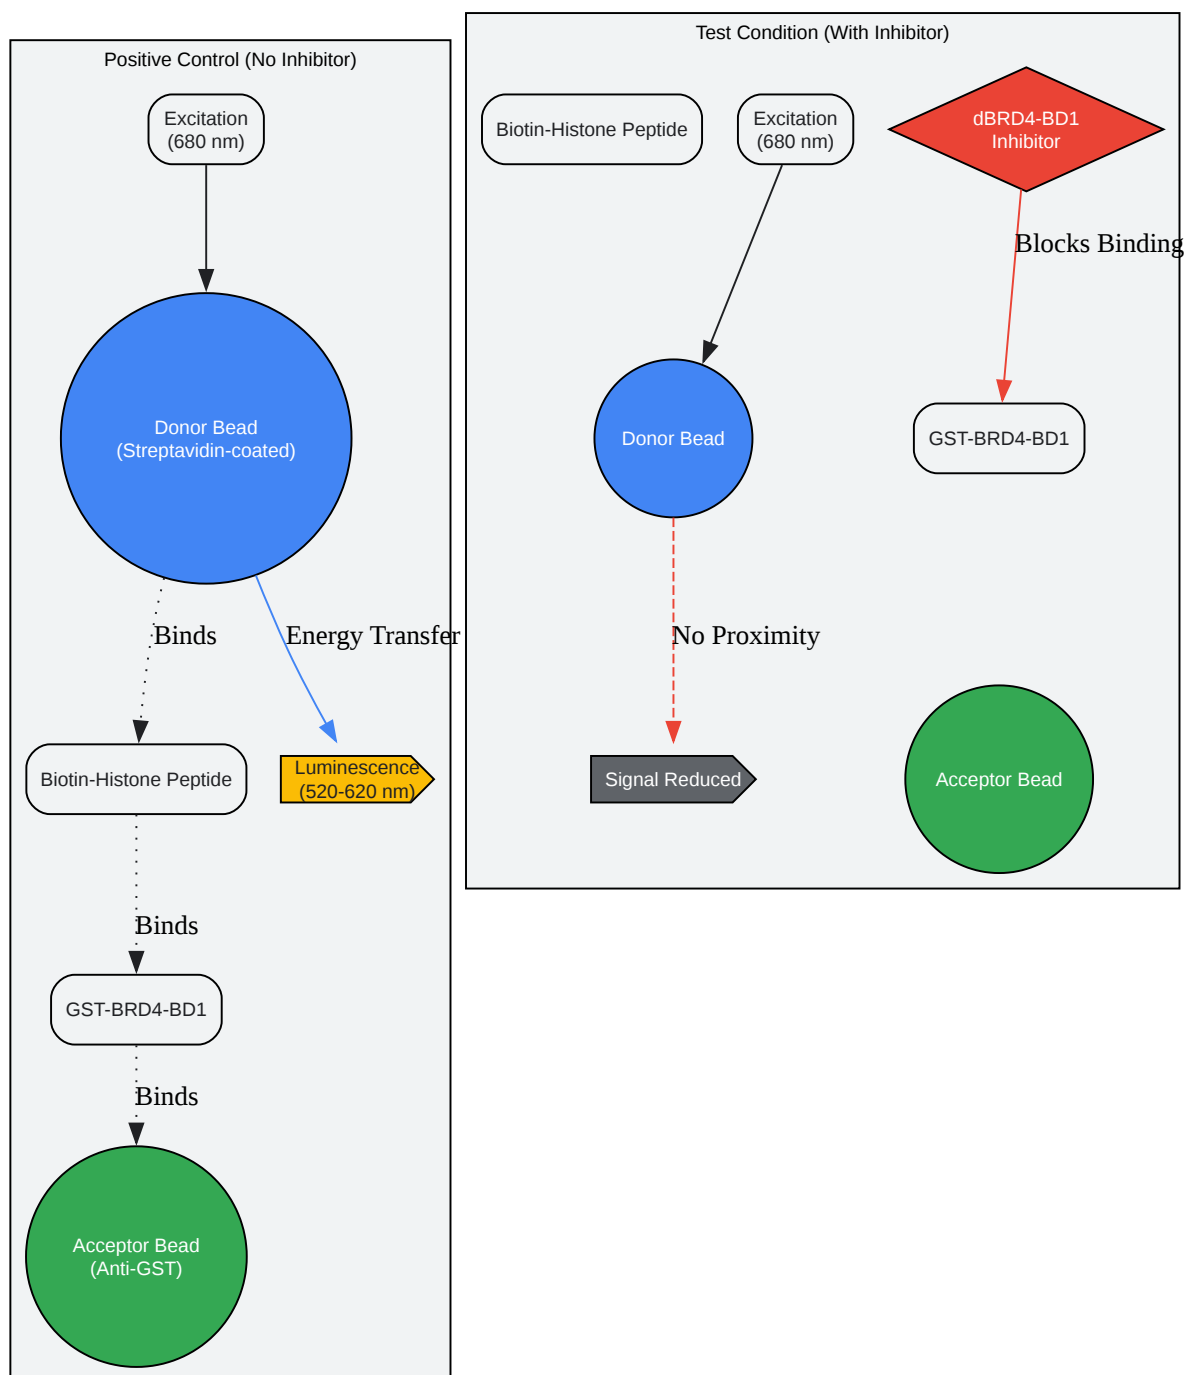 Positive Control (No Inhibitor)
Excitation
(680 nm)
Donor Bead
(Streptavidin-coated)
Binds
Energy Transfer
Biotin-Histone Peptide
Luminescence
(520-620 nm)
Binds
GST-BRD4-BD1
Binds
Acceptor Bead
(Anti-GST)
Test Condition (With Inhibitor)
Biotin-Histone Peptide
Excitation
(680 nm)
dBRD4-BD1
Inhibitor
Blocks Binding
Donor Bead
GST-BRD4-BD1
No Proximity
Signal Reduced
Acceptor Bead